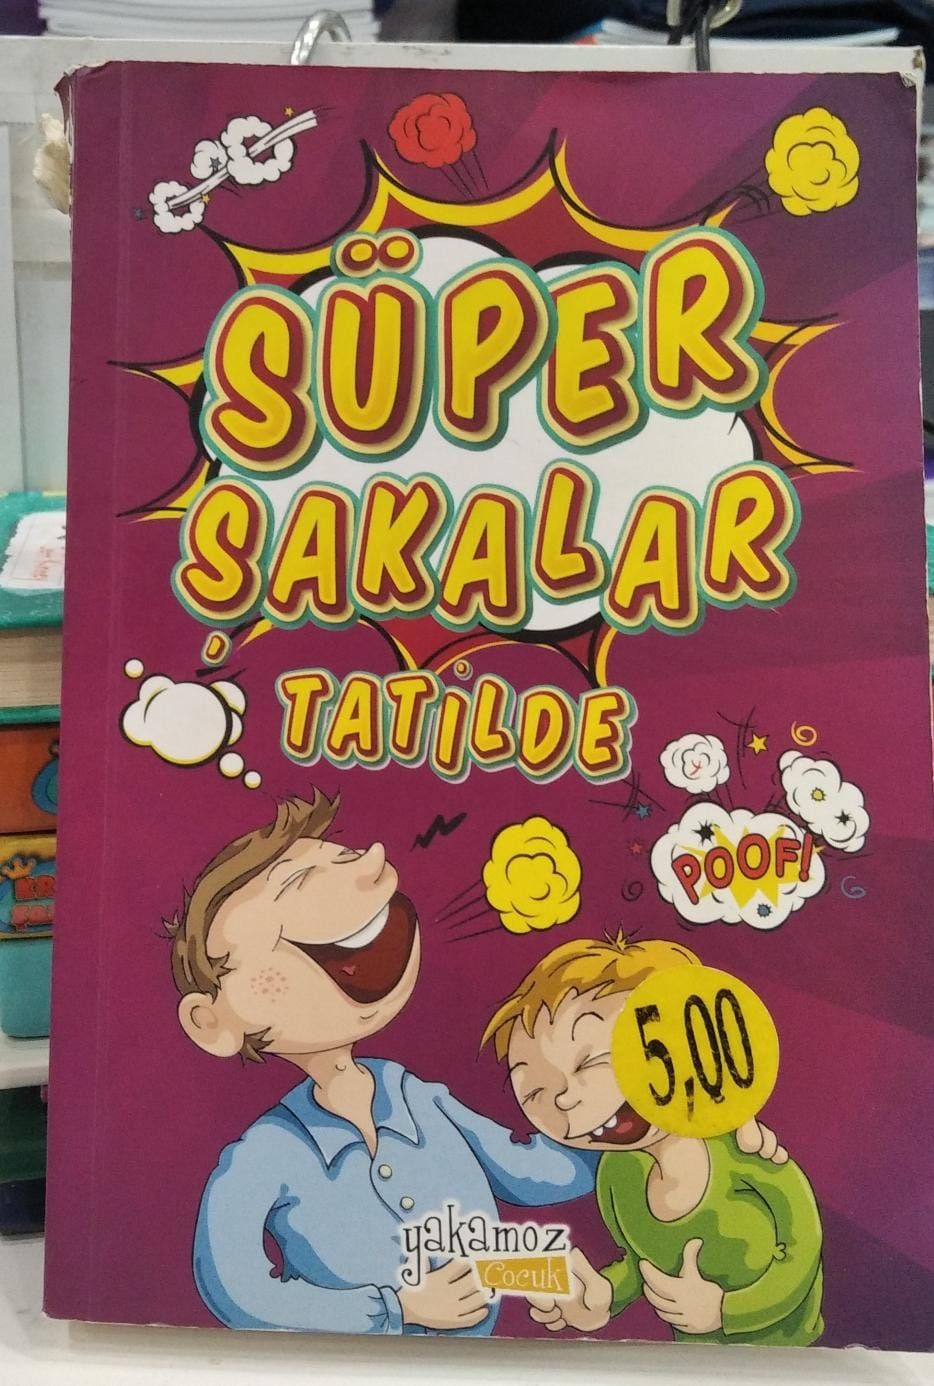 SÜPER
ŞAKALAR
TATİLDE
POOF!
5,00
yakamoz
Çocuk